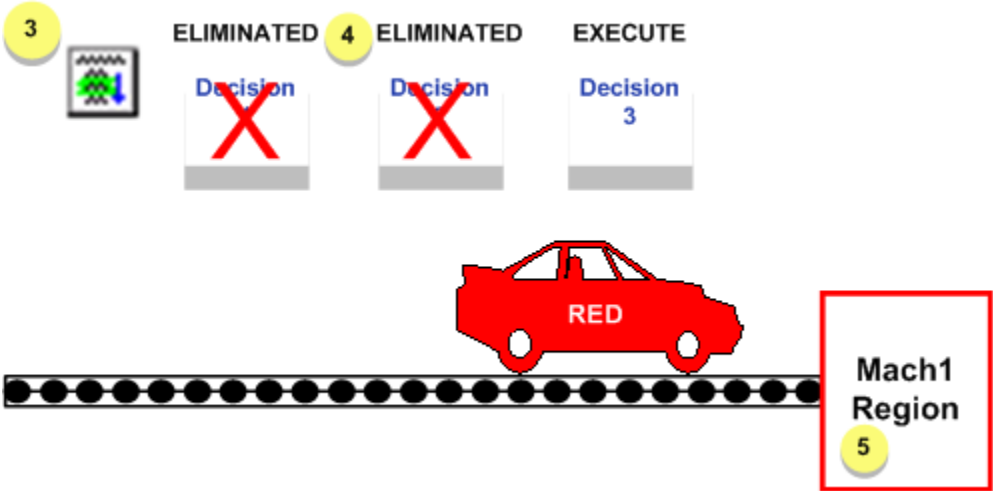 3
ELIMINATED
4
ELIMINATED
EXECUTE
Decision
Decision
Decision
3
RED
Mach1
Region
5